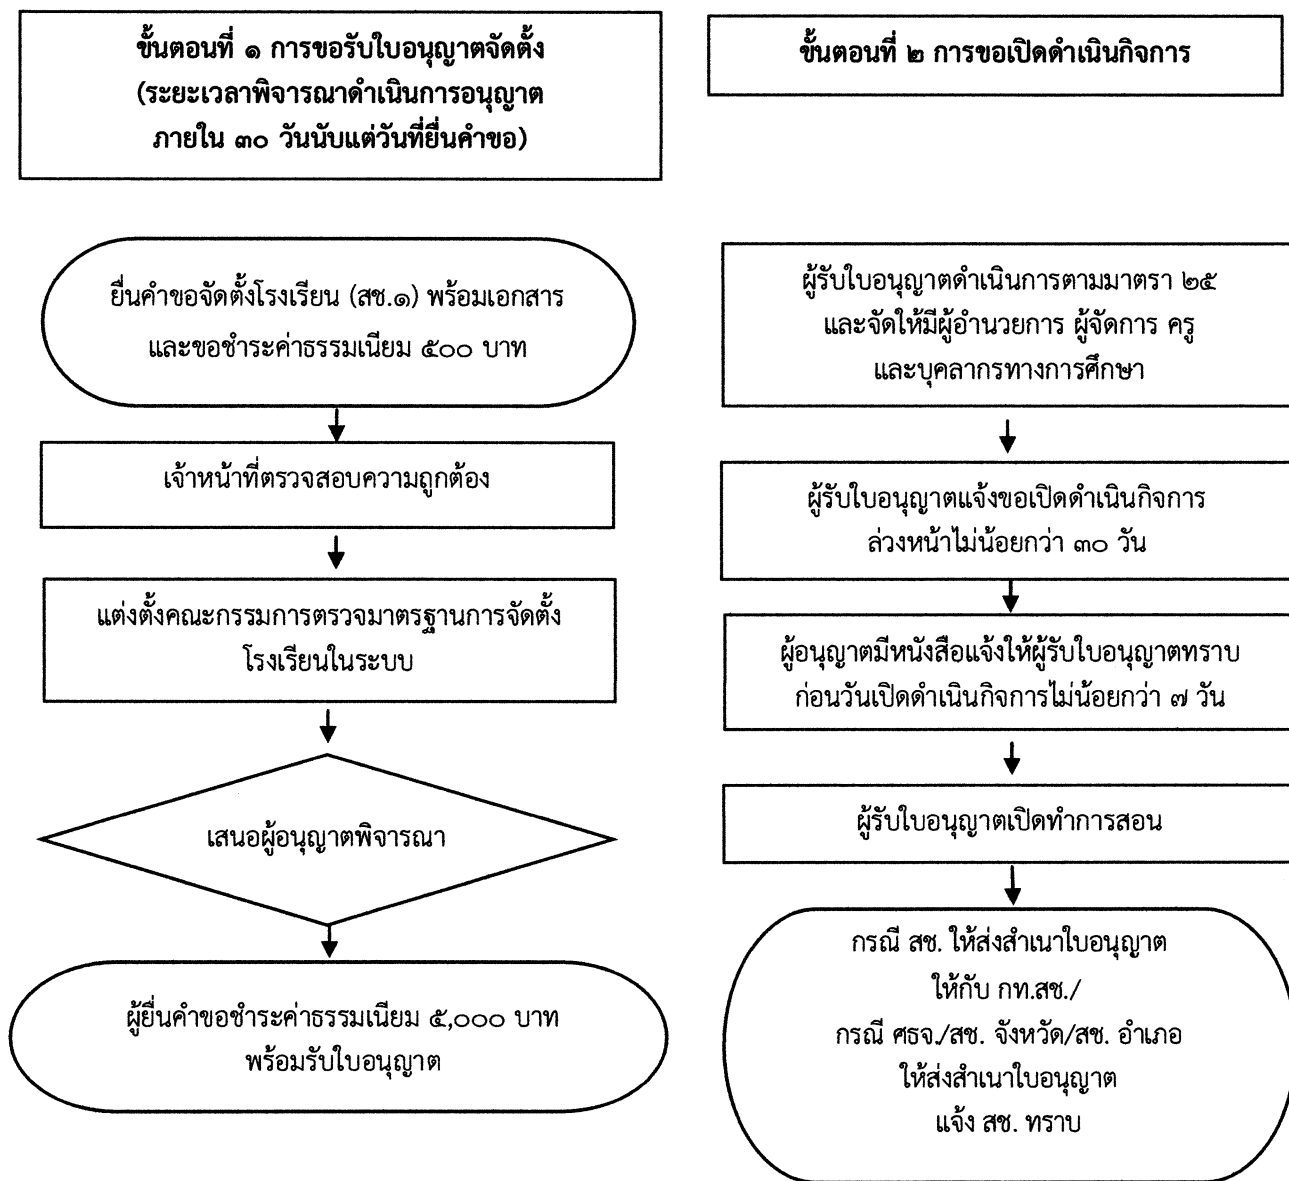 ขั้นตอนที่ ๑ การขอรับใบอนุญาตจัดตั้ง
(ระยะเวลาพิจารณาดำเนินการอนุญาต
ภายใน ๓๐ วันนับแต่วันที่ยื่นคำขอ)
ยื่นคำขอจัดตั้งโรงเรียน (สช.๑) พร้อมเอกสาร
และขอชำระค่าธรรมเนียม ๕๐๐ บาท
เจ้าหน้าที่ตรวจสอบความถูกต้อง
แต่งตั้งคณะกรรมการตรวจมาตรฐานการจัดตั้ง
โรงเรียนในระบบ
เสนอผู้อนุญาตพิจารณา
ผู้ยื่นคำขอชำระค่าธรรมเนียม ๕,๐๐๐ บาท
พร้อมรับใบอนุญาต
ขั้นตอนที่ ๒ การขอเปิดดำเนินกิจการ
ผู้รับใบอนุญาตดำเนินการตามมาตรา ๒๕
และจัดให้มีผู้อำนวยการ ผู้จัดการ ครู
และบุคลากรทางการศึกษา
ผู้รับใบอนุญาตแจ้งขอเปิดดำเนินกิจการ
ล่วงหน้าไม่น้อยกว่า ๓๐ วัน
ผู้อนุญาตมีหนังสือแจ้งให้ผู้รับใบอนุญาตทราบ
ก่อนวันเปิดดำเนินกิจการไม่น้อยกว่า ๗ วัน
ผู้รับใบอนุญาตเปิดทำการสอน
กรณี สช. ให้ส่งสำเนาใบอนุญาต
ให้กับ กท.สช./
กรณี ศธจ./สช. จังหวัด/สช. อำเภอ
ให้ส่งสำเนาใบอนุญาต
แจ้ง สช. ทราบ